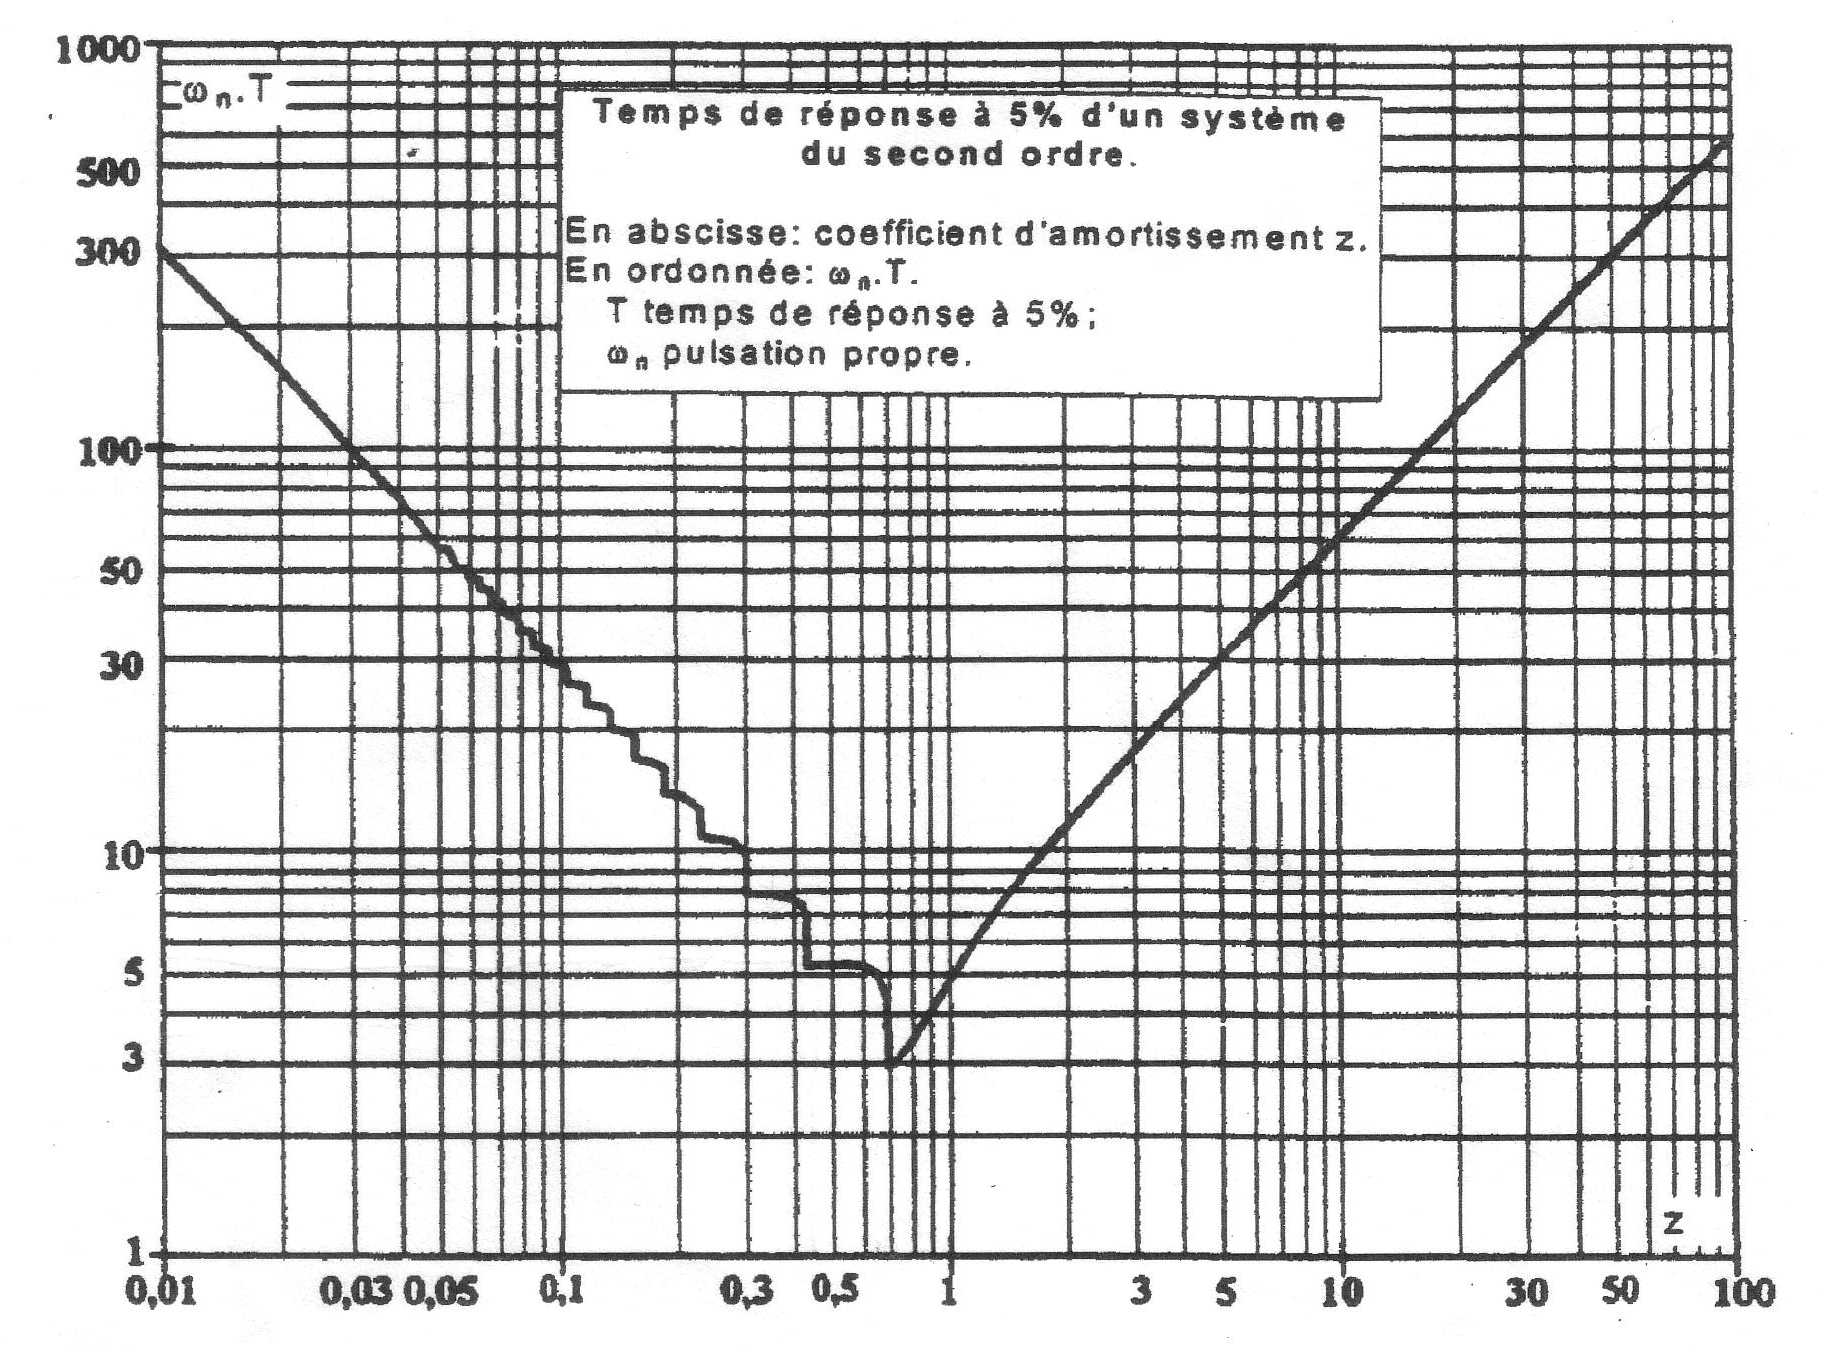 1000
ωn.T
Temps de réponse à 5% d'un système
du second ordre.
500
En abscisse: coefficient d'amortissement z.
300
En ordonnée: ωn.T.
T temps de réponse à 5%;
ωn pulsation propre.
100
50
30
10
5
3
z
1
0,01 0,03 0,05 0,1 0,3 0,5 1 3 5 10 30 50 100